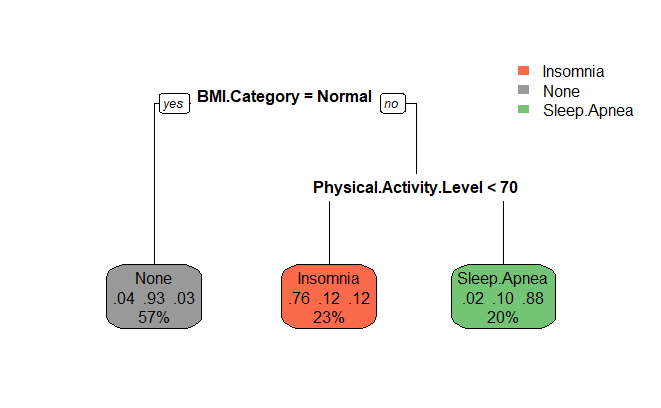 Insomnia
None
Sleep.Apnea
yes BMI.Category = Normal no
Physical.Activity.Level < 70
None
.04 .93 .03
57%
Insomnia
.76 .12 .12
23%
Sleep.Apnea
.02 .10 .88
20%